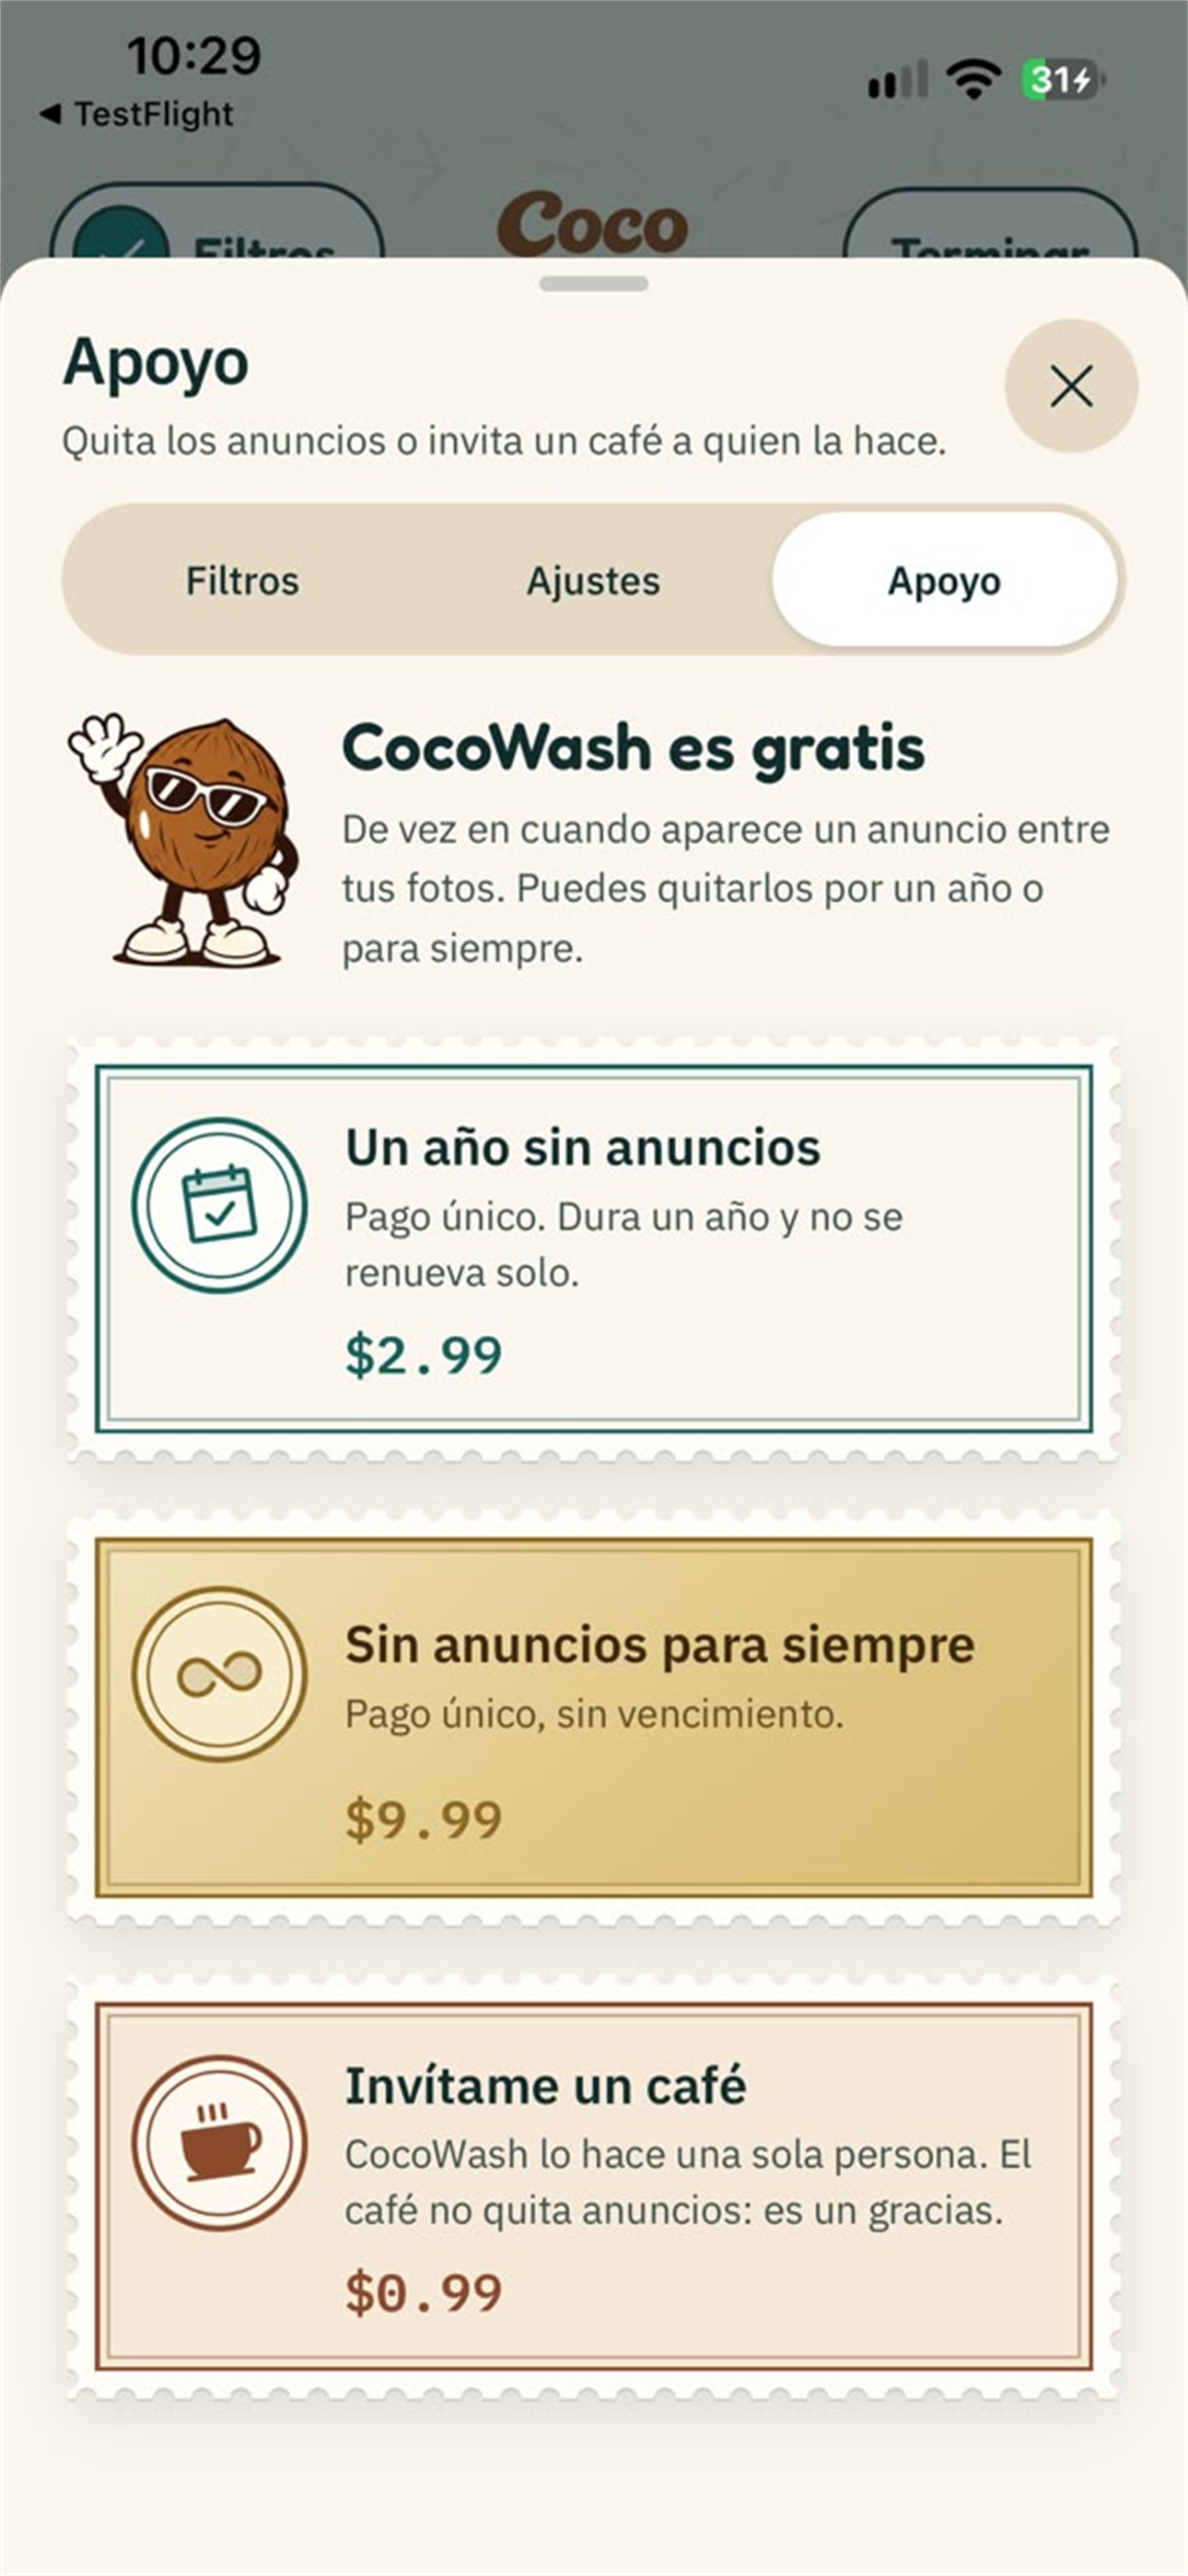 10:29
31
TestFlight
Filtros
Coco
Terminar
Apoyo
Quita los anuncios o invita un café a quien la hace.
Filtros
Ajustes
Apoyo
CocoWash es gratis
De vez en cuando aparece un anuncio entre
tus fotos. Puedes quitarlos por un año o
para siempre.
Un año sin anuncios
Pago único. Dura un año y no se
renueva solo.
$2.99
Sin anuncios para siempre
Pago único, sin vencimiento.
$9.99
Invítame un café
CocoWash lo hace una sola persona. El
café no quita anuncios: es un gracias.
$0.99